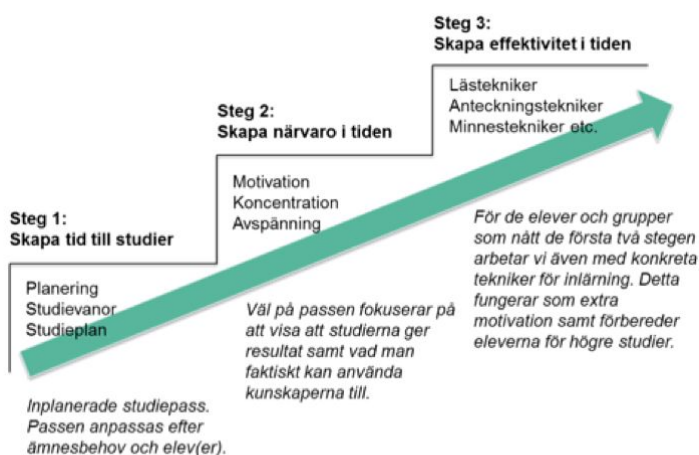 Steg 1:
Skapa tid till studier
Planering
Studievanor
Studieplan
Inplanerade studiepass.
Passen anpassas efter
ämnesbehov och elev(er).
Steg 2:
Skapa närvaro i tiden
Motivation
Koncentration
Avspänning
Väl på passen fokuserar på
att visa att studierna ger
resultat samt vad man
faktiskt kan använda
kunskaperna till.
Steg 3:
Skapa effektivitet i tiden
Lästekniker
Anteckningstekniker
Minnestekniker etc.
För de elever och grupper
som nått de första två stegen
arbetar vi även med konkreta
tekniker för inlärning. Detta
fungerar som extra
motivation samt förbereder
eleverna för högre studier.